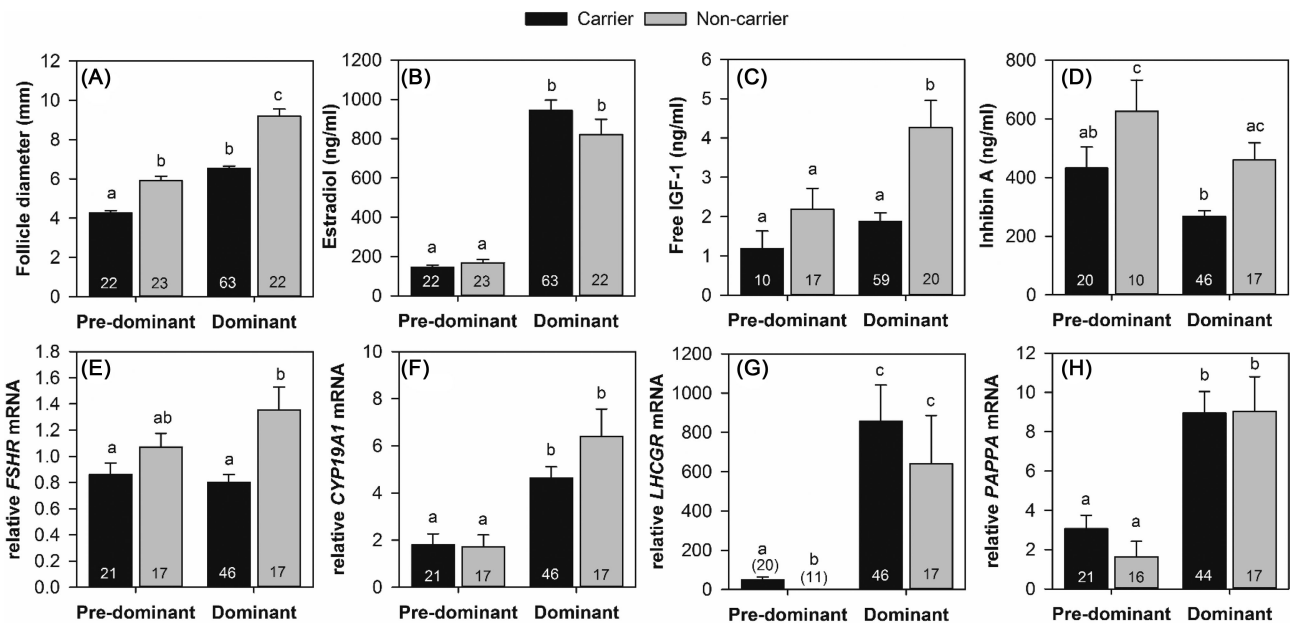 Carrier Non-carrier
(A)
Follicle diameter (mm)
12
10
8
6
4
2
0
a
b
b
c
22 23 63 22
Pre-dominant Dominant
(B)
Estradiol (ng/ml)
1200
1000
800
600
400
200
0
a
a
b
b
22 23 63 22
Pre-dominant Dominant
(C)
Free IGF-1 (ng/ml)
6
5
4
3
2
1
0
a
a
a
b
10 17 59 20
Pre-dominant Dominant
(D)
Inhibin A (ng/ml)
800
600
400
200
0
ab
c
b
ac
20 10 46 17
Pre-dominant Dominant
(E)
relative FSHR mRNA
1.8
1.6
1.4
1.2
1.0
0.8
0.6
0.4
0.2
0.0
a
ab
a
b
21 17 46 17
Pre-dominant Dominant
(F)
relative CYP19A1 mRNA
10
8
6
4
2
0
a
a
b
b
21 17 46 17
Pre-dominant Dominant
(G)
relative LHCGR mRNA
1200
1000
800
600
400
200
0
a
(20)
b
(11)
c
c
46 17
Pre-dominant Dominant
(H)
relative PAPPA mRNA
12
10
8
6
4
2
0
a
a
b
b
21 16 44 17
Pre-dominant Dominant